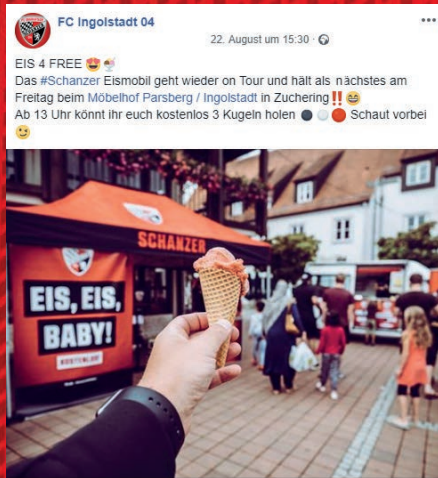 FC Ingolstadt 04
22. August um 15:30
EIS 4 FREE 😍 🍨
Das #Schanzer Eismobil geht wieder on Tour und hält als nächstes am
Freitag beim Möbelhof Parsberg / Ingolstadt in Zuchering ‼ 😄
Ab 13 Uhr könnt ihr euch kostenlos 3 Kugeln holen ⚫⚪🔴 Schaut vorbei
🙂
SCHANZER
EIS, EIS,
BABY!
KOSTENLOS!